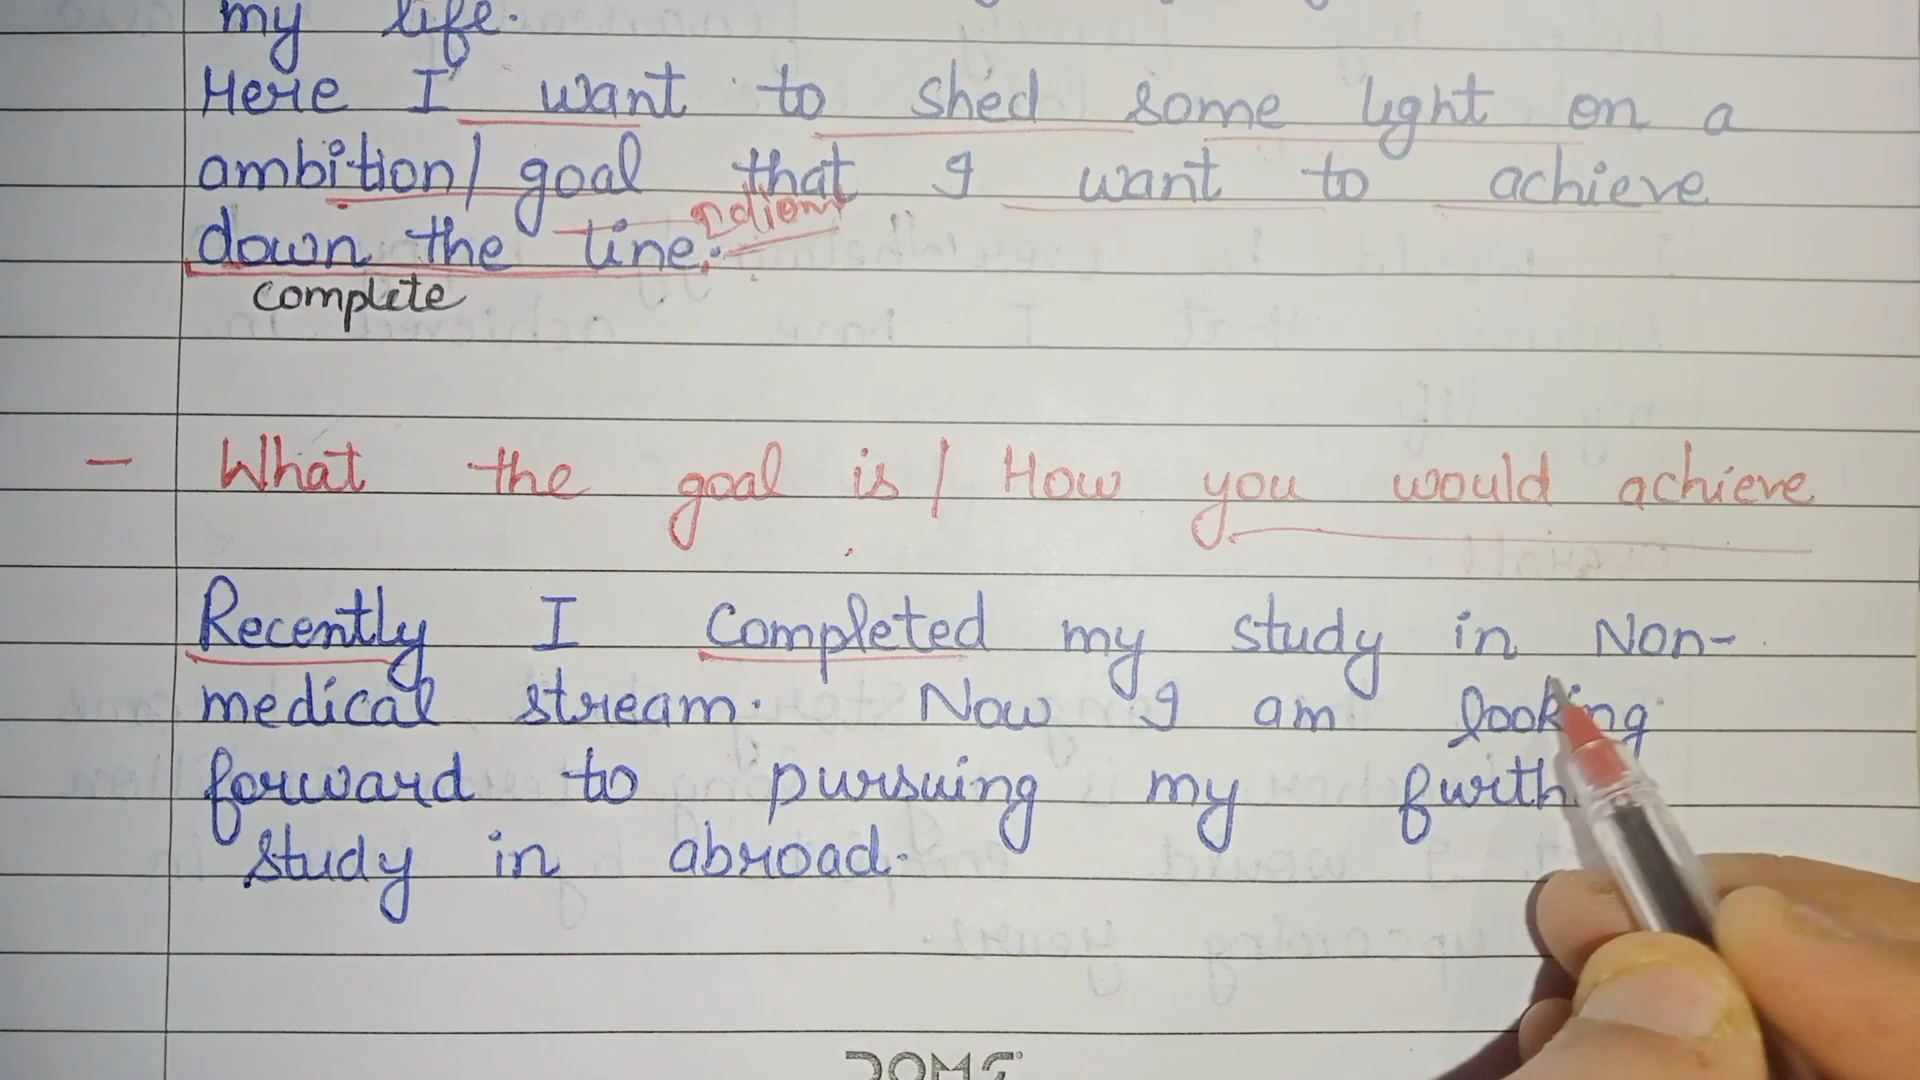 my life.
Here I want to shed some light on a
ambition/ goal that I want to achieve
Idiom
down the line.
complete
- What the goal is / How you would achieve
Recently I completed my study in Non-
medical stream. Now I am looking
forward to pursuing my furth
study in abroad.
DOMS